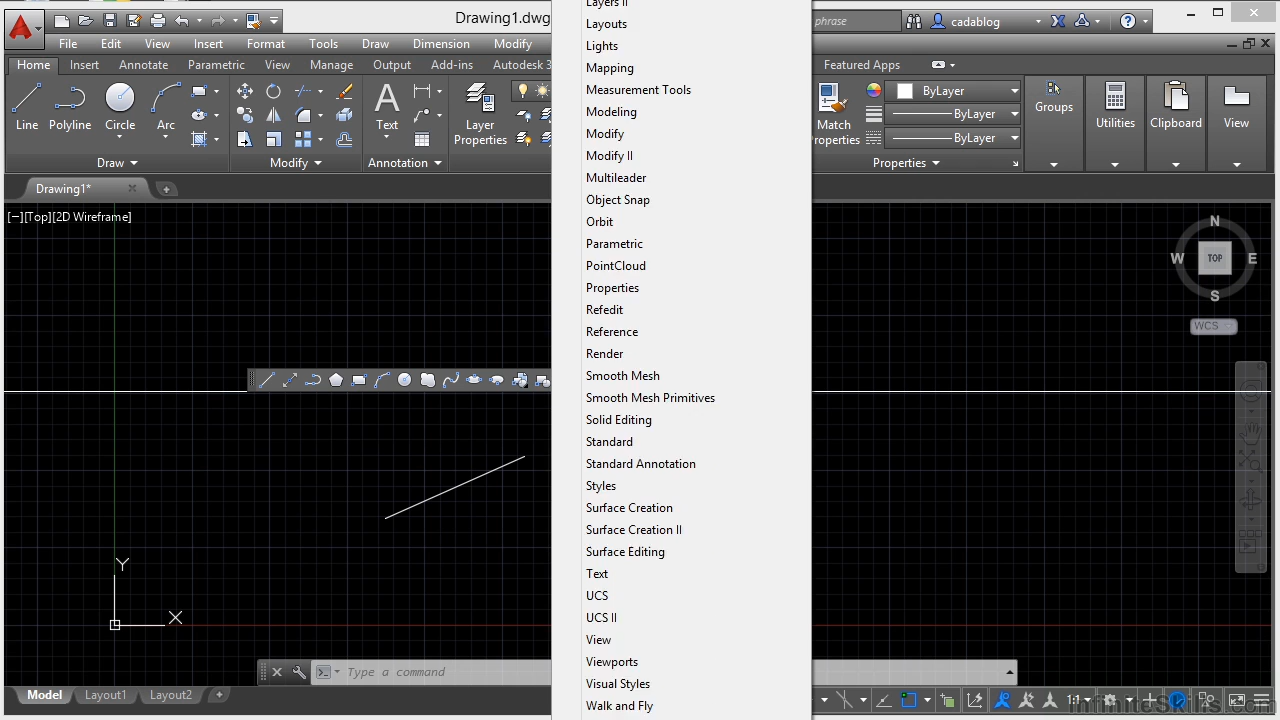 Drawing1.dwg
Layers II
phrase
cadablog
File Edit View Insert Format Tools Draw Dimension Modify
Layouts
Home Insert Annotate Parametric View Manage Output Add-ins Autodesk 3
Lights
Featured Apps
Mapping
Measurement Tools
ByLayer
Modeling
ByLayer
Line Polyline Circle Arc
Text
Layer
Properties
Match
Properties
Groups
Utilities
Clipboard
View
Modify
ByLayer
Modify II
Draw
Modify
Annotation
Properties
Multileader
Drawing1*
Object Snap
[−][Top][2D Wireframe]
Orbit
N
Parametric
W TOP E
PointCloud
S
Properties
Refedit
WCS
Reference
Render
Smooth Mesh
Smooth Mesh Primitives
Solid Editing
Standard
Standard Annotation
Styles
Surface Creation
Surface Creation II
Surface Editing
Y
Text
UCS
X
UCS II
View
Viewports
Type a command
Visual Styles
Model Layout1 Layout2
1:1
Walk and Fly
InfiniteSkills.com